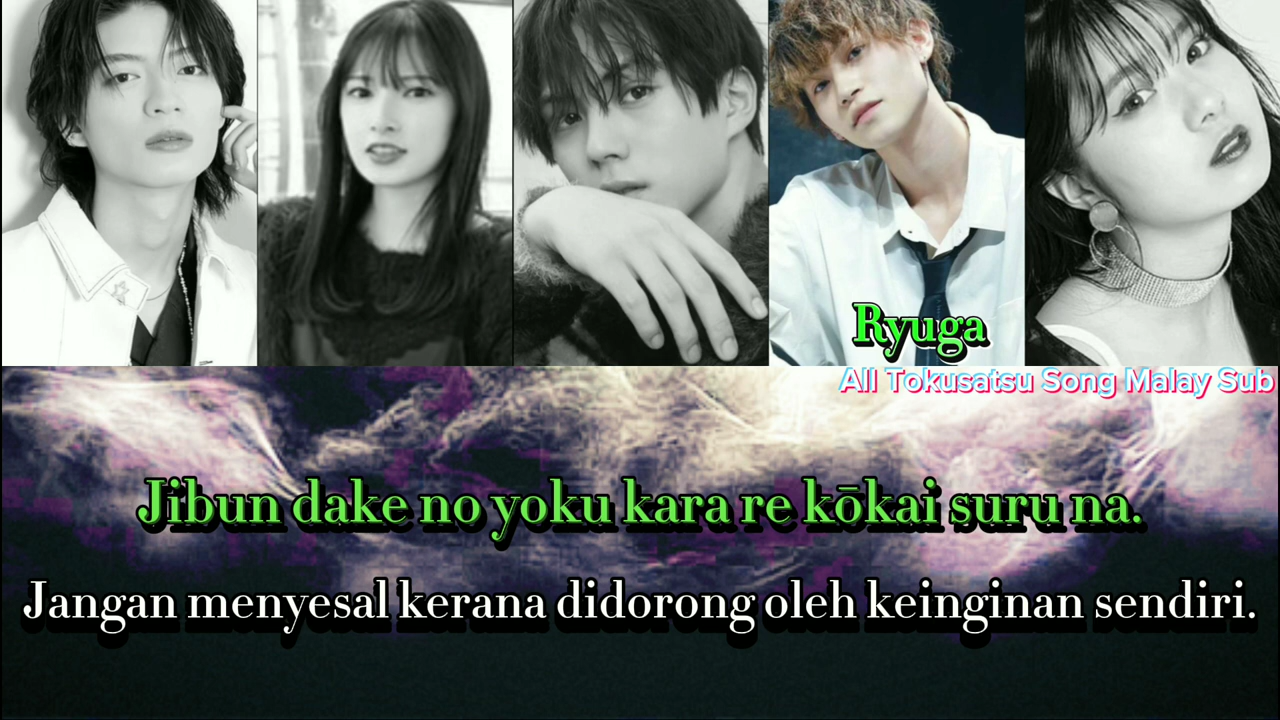 Ryuga
All Tokusatsu Song Malay Sub
Jibun dake no yoku kara re kōkai suru na.
Jangan menyesal kerana didorong oleh keinginan sendiri.